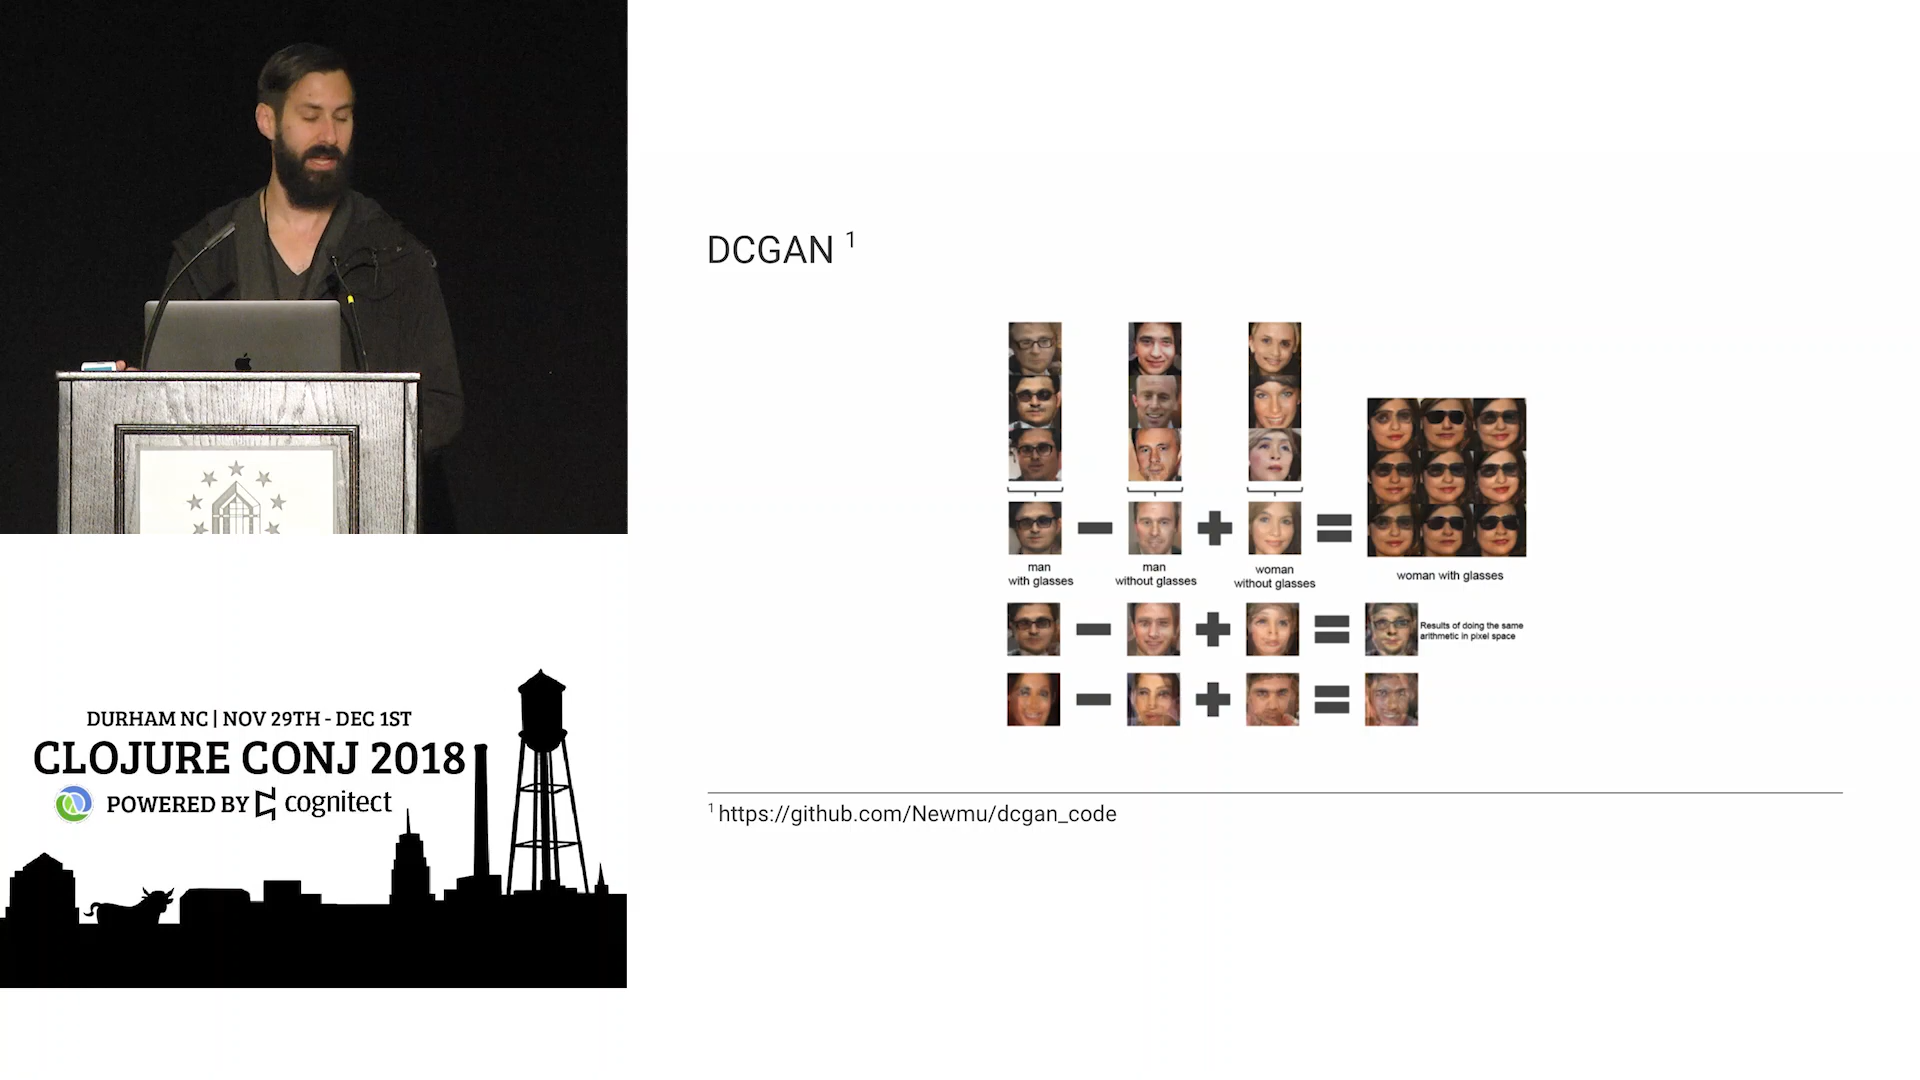 DCGAN 1
man
with glasses
man
without glasses
woman
without glasses
woman with glasses
Results of doing the same
arithmetic in pixel space
1 https://github.com/Newmu/dcgan_code
DURHAM NC | NOV 29TH - DEC 1ST
CLOJURE CONJ 2018
POWERED BY cognitect